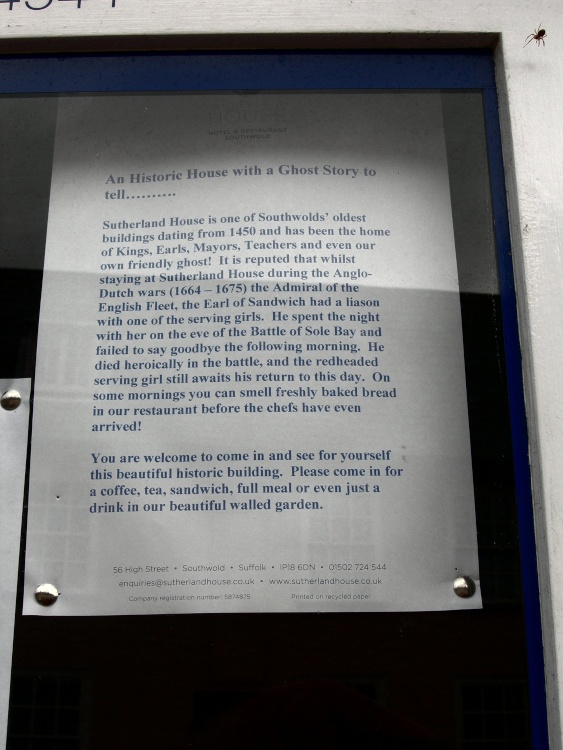 HOUSE
HOTEL & RESTAURANT
SOUTHWOLD
An Historic House with a Ghost Story to
tell..........
Sutherland House is one of Southwolds' oldest
buildings dating from 1450 and has been the home
of Kings, Earls, Mayors, Teachers and even our
own friendly ghost! It is reputed that whilst
staying at Sutherland House during the Anglo-
Dutch wars (1664 – 1675) the Admiral of the
English Fleet, the Earl of Sandwich had a liason
with one of the serving girls. He spent the night
with her on the eve of the Battle of Sole Bay and
failed to say goodbye the following morning. He
died heroically in the battle, and the redheaded
serving girl still awaits his return to this day. On
some mornings you can smell freshly baked bread
in our restaurant before the chefs have even
arrived!
You are welcome to come in and see for yourself
this beautiful historic building. Please come in for
a coffee, tea, sandwich, full meal or even just a
drink in our beautiful walled garden.
56 High Street • Southwold • Suffolk • IP18 6DN • 01502 724 544
enquiries@sutherlandhouse.co.uk • www.sutherlandhouse.co.uk
Company registration number: 5874875 Printed on recycled paper